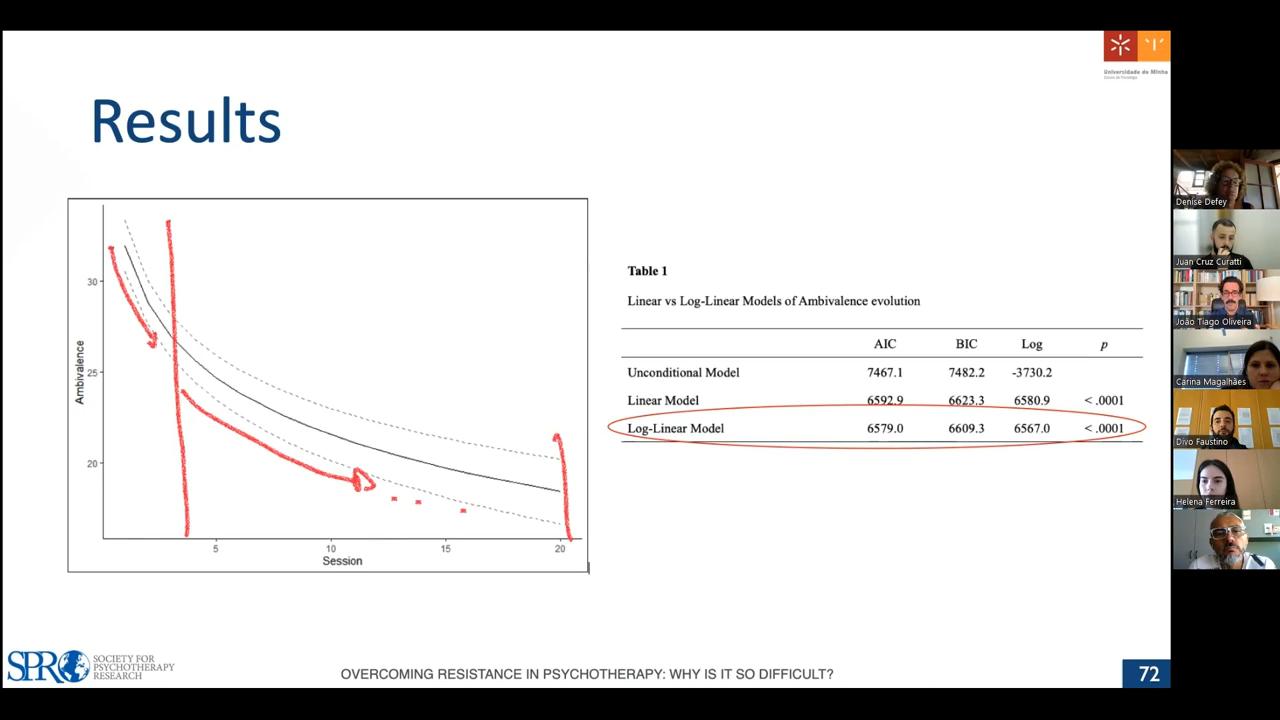 Universidade do Minho
Results
Ambivalence
30
25
20
5
10
15
20
Session
Table 1
Linear vs Log-Linear Models of Ambivalence evolution
AIC BIC Log p
Unconditional Model 7467.1 7482.2 -3730.2
Linear Model 6592.9 6623.3 6580.9 < .0001
Log-Linear Model 6579.0 6609.3 6567.0 < .0001
Denise Defey
Juan Cruz Curatti
João Tiago Oliveira
Carina Magalhães
Divo Faustino
Helena Ferreira
SPR SOCIETY FOR
PSYCHOTHERAPY
RESEARCH
OVERCOMING RESISTANCE IN PSYCHOTHERAPY: WHY IS IT SO DIFFICULT?
72